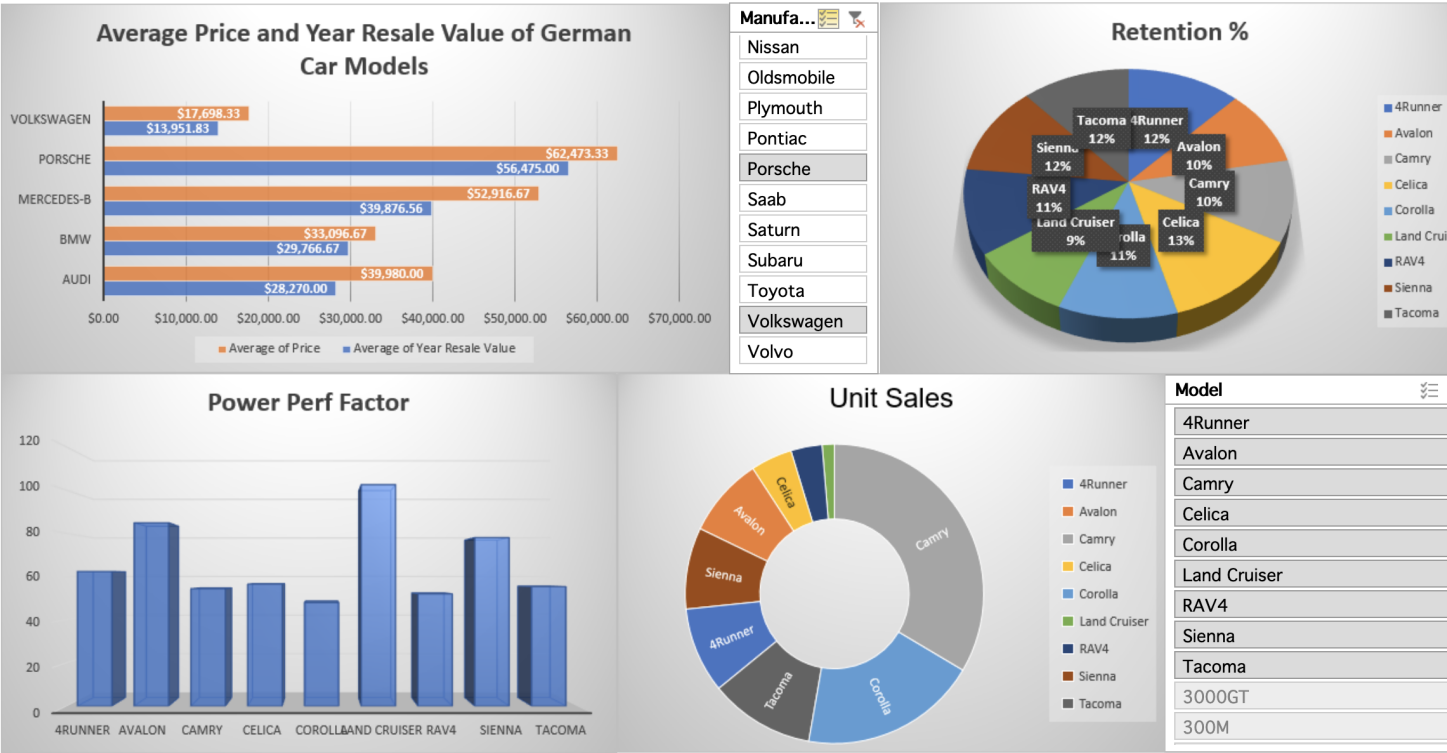 Average Price and Year Resale Value of German
Car Models
VOLKSWAGEN
$17,698.33
$13,951.83
PORSCHE
$62,473.33
$56,475.00
MERCEDES-B
$52,916.67
$39,876.56
BMW
$33,096.67
$29,766.67
AUDI
$39,980.00
$28,270.00
$0.00 $10,000.00 $20,000.00 $30,000.00 $40,000.00 $50,000.00 $60,000.00 $70,000.00
Average of Price Average of Year Resale Value
Manufa...
Nissan
Oldsmobile
Plymouth
Pontiac
Porsche
Saab
Saturn
Subaru
Toyota
Volkswagen
Volvo
Retention %
Tacoma
12%
4Runner
12%
Avalon
10%
Sienna
12%
Camry
10%
RAV4
11%
Land Cruiser
9%
rolla
11%
Celica
13%
4Runner
Avalon
Camry
Celica
Corolla
Land Crui
RAV4
Sienna
Tacoma
Power Perf Factor
120
100
80
60
40
20
0
4RUNNER AVALON CAMRY CELICA COROLLA LAND CRUISER RAV4 SIENNA TACOMA
Unit Sales
Camry
Corolla
Tacoma
4Runner
Sienna
Avalon
Celica
4Runner
Avalon
Camry
Celica
Corolla
Land Cruiser
RAV4
Sienna
Tacoma
Model
4Runner
Avalon
Camry
Celica
Corolla
Land Cruiser
RAV4
Sienna
Tacoma
3000GT
300M